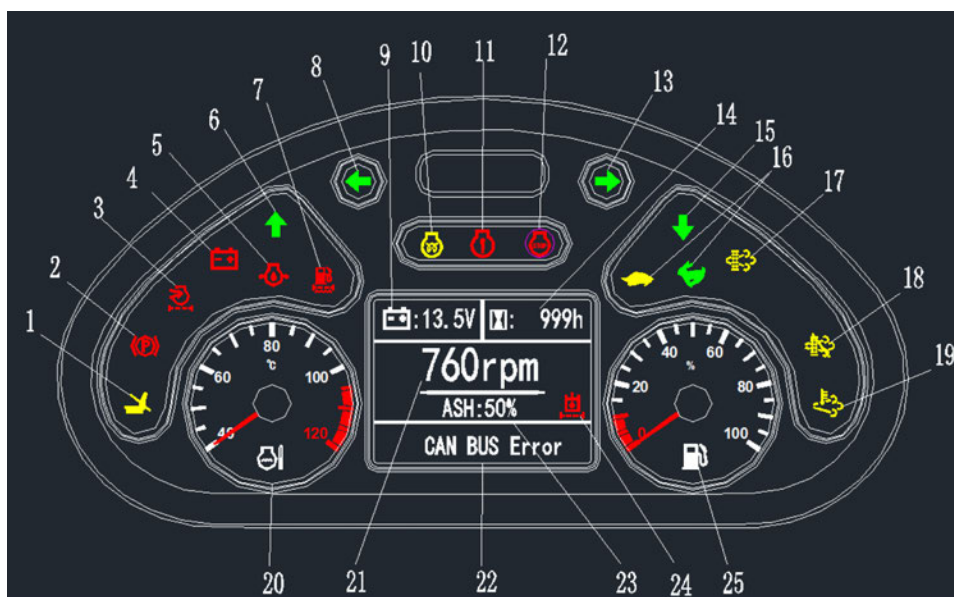 9 10 11 12
8 13
7 14
6 15
5 16
4 17
3
2 18
1 19
STOP
P
:13.5V : 999h
760rpm
ASH:50%
CAN BUS Error
40 60 80 100 120
℃
0 20 40 60 80 100
%
20 21 22 23 24 25